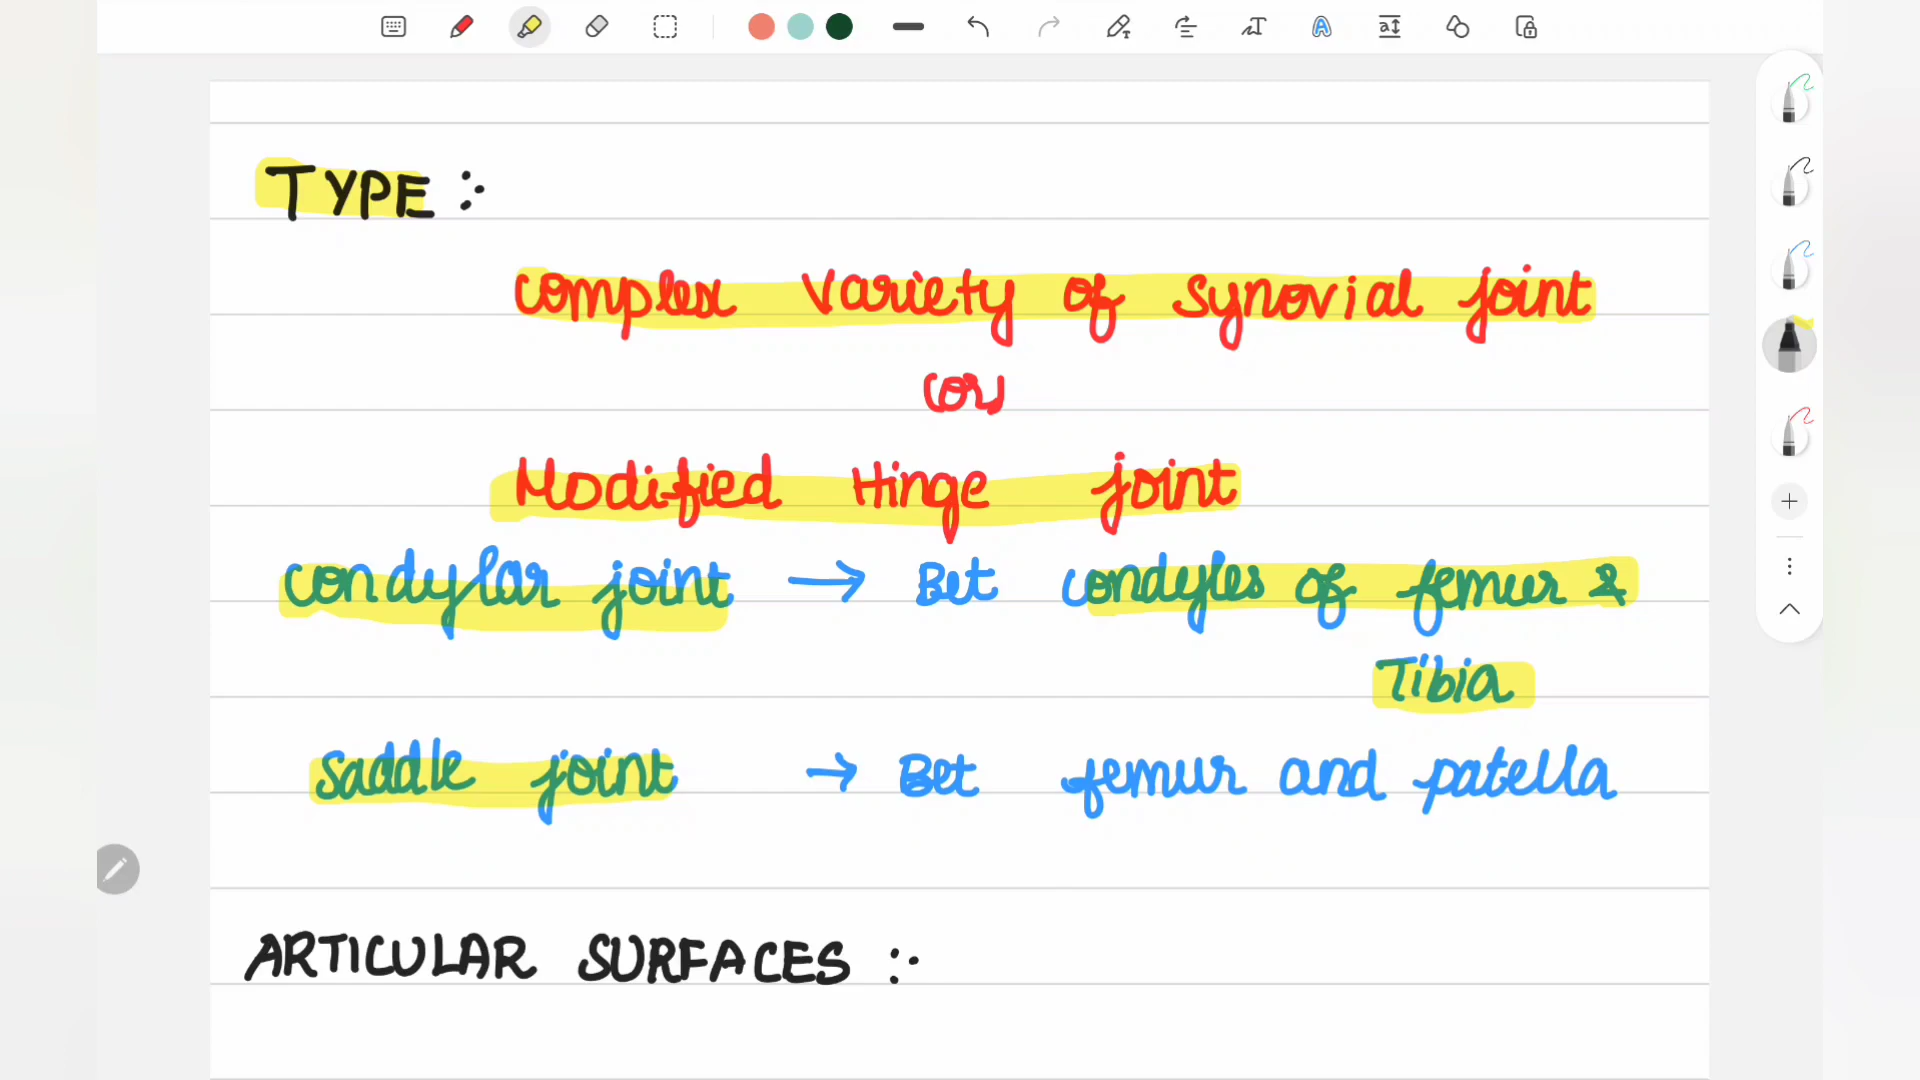 TYPE :-
complex variety of synovial joint
(or)
Modified Hinge joint
condylar joint → Bet condyles of femur &
Tibia
saddle joint → Bet femur and patella
ARTICULAR SURFACES :-